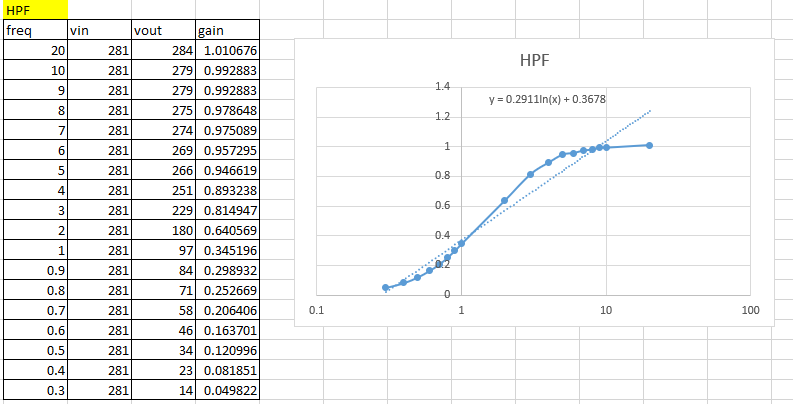 HPF
freq vin vout gain
20 281 284 1.010676
10 281 279 0.992883
9 281 279 0.992883
8 281 275 0.978648
7 281 274 0.975089
6 281 269 0.957295
5 281 266 0.946619
4 281 251 0.893238
3 281 229 0.814947
2 281 180 0.640569
1 281 97 0.345196
0.9 281 84 0.298932
0.8 281 71 0.252669
0.7 281 58 0.206406
0.6 281 46 0.163701
0.5 281 34 0.120996
0.4 281 23 0.081851
0.3 281 14 0.049822
HPF
y = 0.2911ln(x) + 0.3678
1.4
1.2
1
0.8
0.6
0.4
0.2
0
0.1 1 10 100